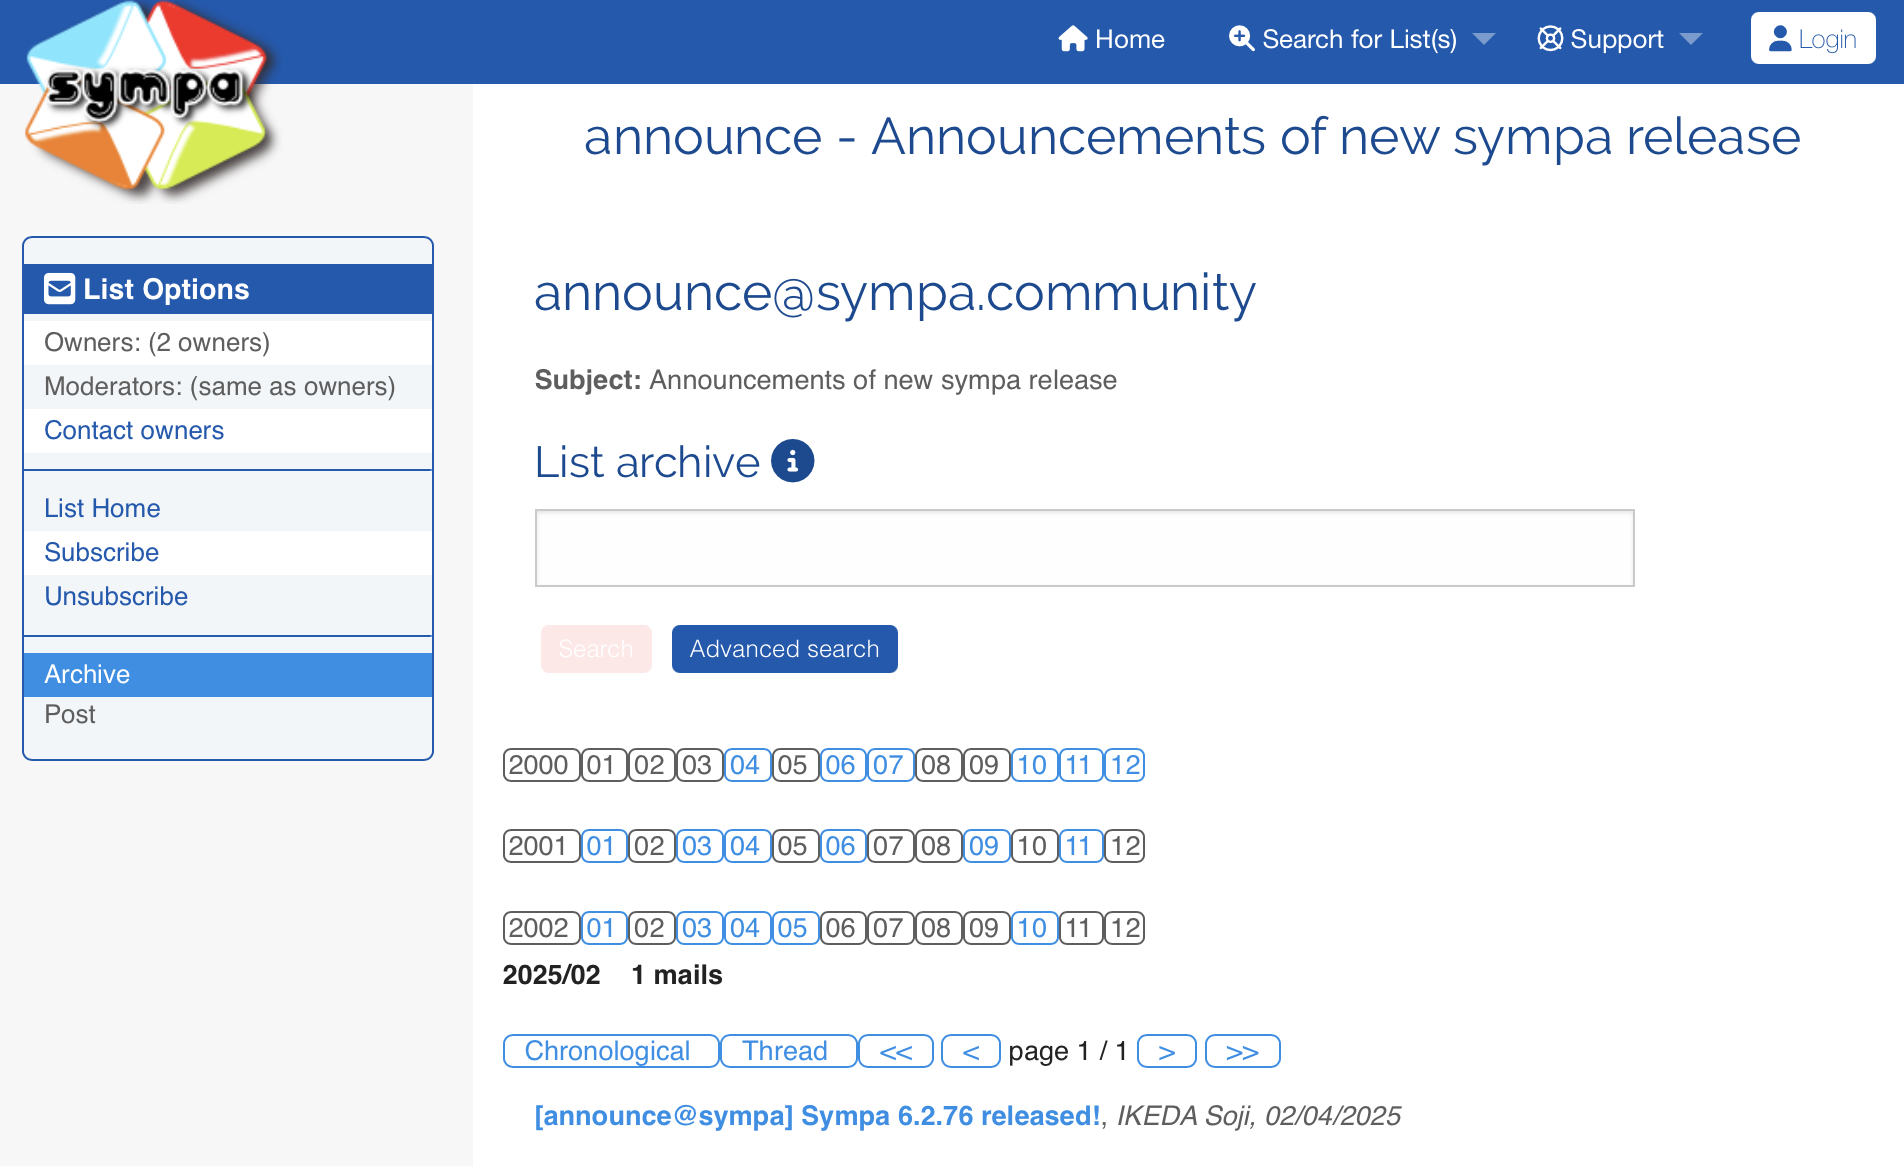 sympa
Home Search for List(s) Support Login
announce - Announcements of new sympa release
List Options
Owners: (2 owners)
Moderators: (same as owners)
Contact owners
List Home
Subscribe
Unsubscribe
Archive
Post
announce@sympa.community
Subject: Announcements of new sympa release
List archive
Search Advanced search
2000 01 02 03 04 05 06 07 08 09 10 11 12
2001 01 02 03 04 05 06 07 08 09 10 11 12
2002 01 02 03 04 05 06 07 08 09 10 11 12
2025/02 1 mails
Chronological Thread << < page 1 / 1 > >>
[announce@sympa] Sympa 6.2.76 released!, IKEDA Soji, 02/04/2025